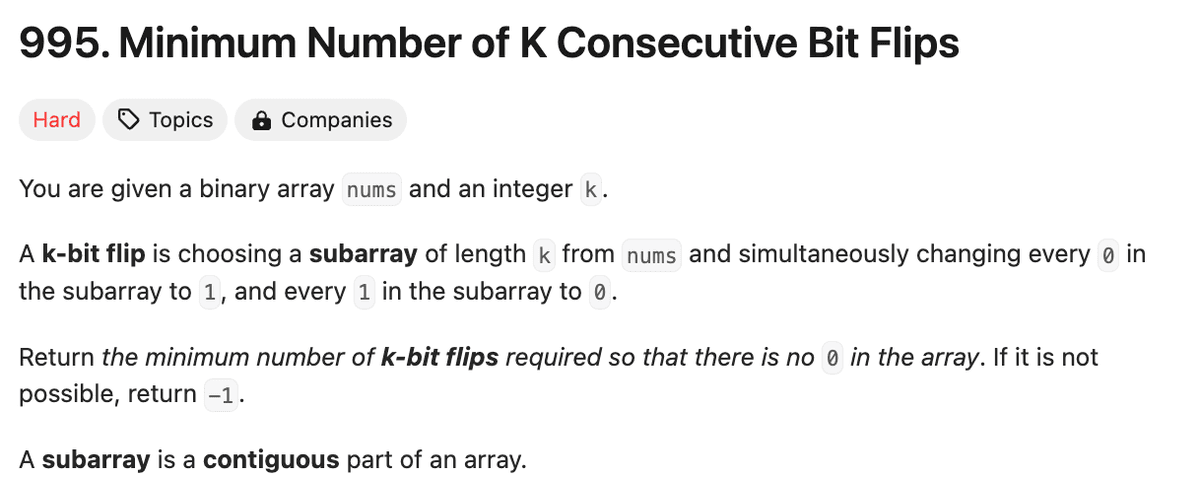 995. Minimum Number of K Consecutive Bit Flips
Hard Topics Companies
You are given a binary array nums and an integer k.
A k-bit flip is choosing a subarray of length k from nums and simultaneously changing every 0 in
the subarray to 1, and every 1 in the subarray to 0.
Return the minimum number of k-bit flips required so that there is no 0 in the array. If it is not
possible, return -1.
A subarray is a contiguous part of an array.